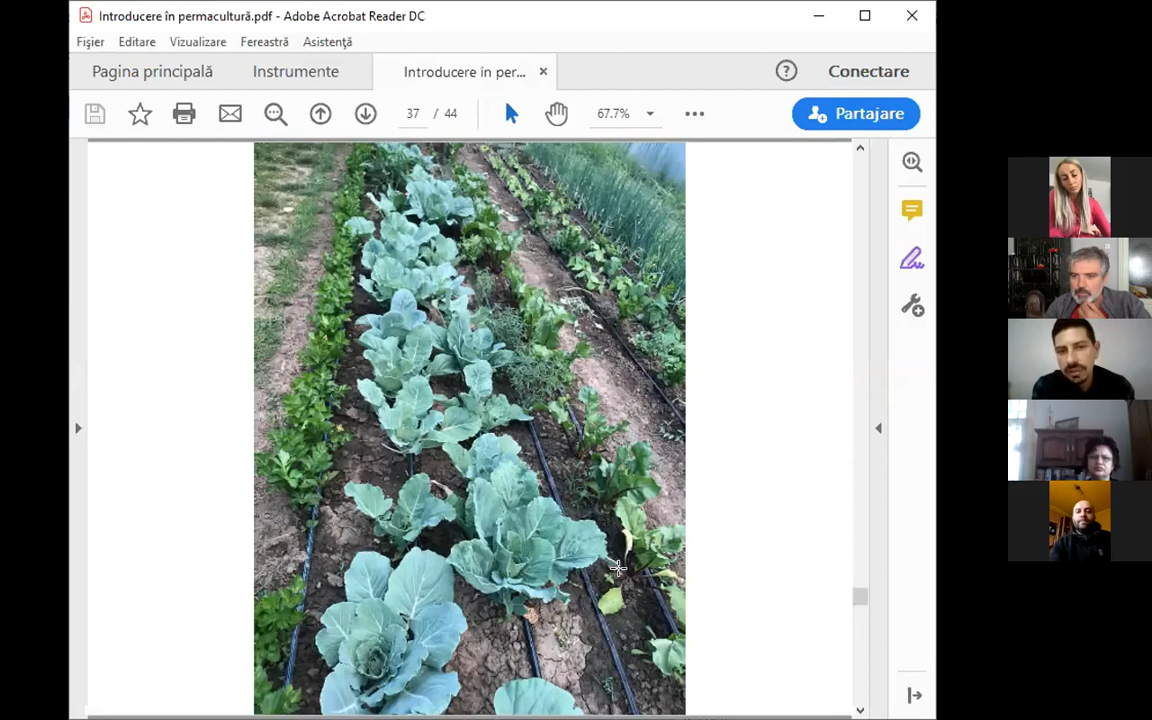 Introducere în permacultură.pdf - Adobe Acrobat Reader DC
Fișier Editare Vizualizare Fereastră Asistență
Pagina principală Instrumente Introducere în per...
Conectare
37 / 44 67.7% Partajare